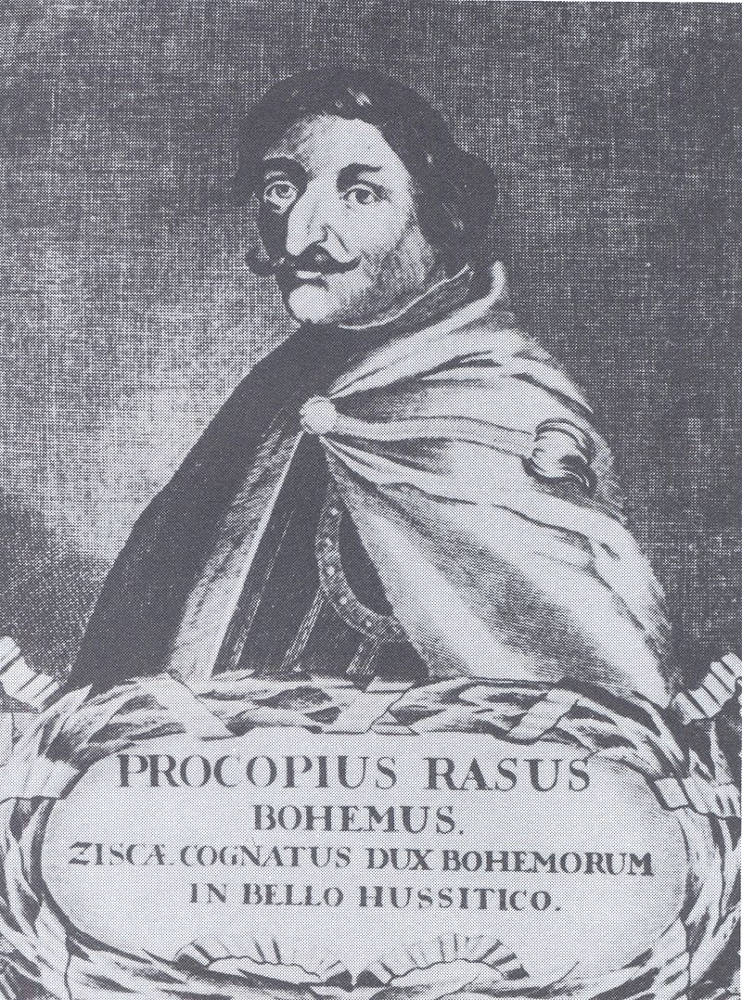 PROCOPIUS RASUS
BOHEMUS.
ZISCÆ. COGNATUS DUX BOHEMORUM
IN BELLO HUSSITICO.